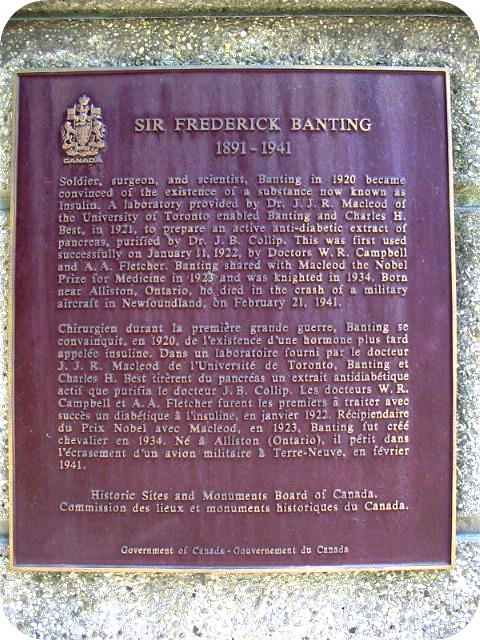 CANADA
SIR FREDERICK BANTING
1891-1941
Soldier, surgeon, and scientist, Banting in 1920 became
convinced of the existence of a substance now known as
insulin. A laboratory provided by Dr. J. J. R. Macleod of
the University of Toronto enabled Banting and Charles H.
Best, in 1921, to prepare an active anti-diabetic extract of
pancreas, purified by Dr. J. B. Collip. This was first used
successfully on January 11, 1922, by Doctors W. R. Campbell
and A. A. Fletcher. Banting shared with Macleod the Nobel
Prize for Medicine in 1923 and was knighted in 1934. Born
near Alliston, Ontario, he died in the crash of a military
aircraft in Newfoundland, on February 21, 1941.
Chirurgien durant la première grande guerre, Banting se
convainquit, en 1920, de l'existence d'une hormone plus tard
appelée insuline. Dans un laboratoire fourni par le docteur
J. J. R. Macleod de l'Université de Toronto, Banting et
Charles H. Best tirèrent du pancréas un extrait antidiabétique
actif que purifia le docteur J.B. Collip. Les docteurs W. R.
Campbell et A. A. Fletcher furent les premiers à traiter avec
succès un diabétique à l'insuline, en janvier 1922. Récipiendaire
du Prix Nobel avec Macleod, en 1923, Banting fut créé
chevalier en 1934. Né à Alliston (Ontario), il périt dans
l'écrasement d'un avion militaire à Terre-Neuve, en février
1941.
Historic Sites and Monuments Board of Canada.
Commission des lieux et monuments historiques du Canada.
Government of Canada - Gouvernement du Canada